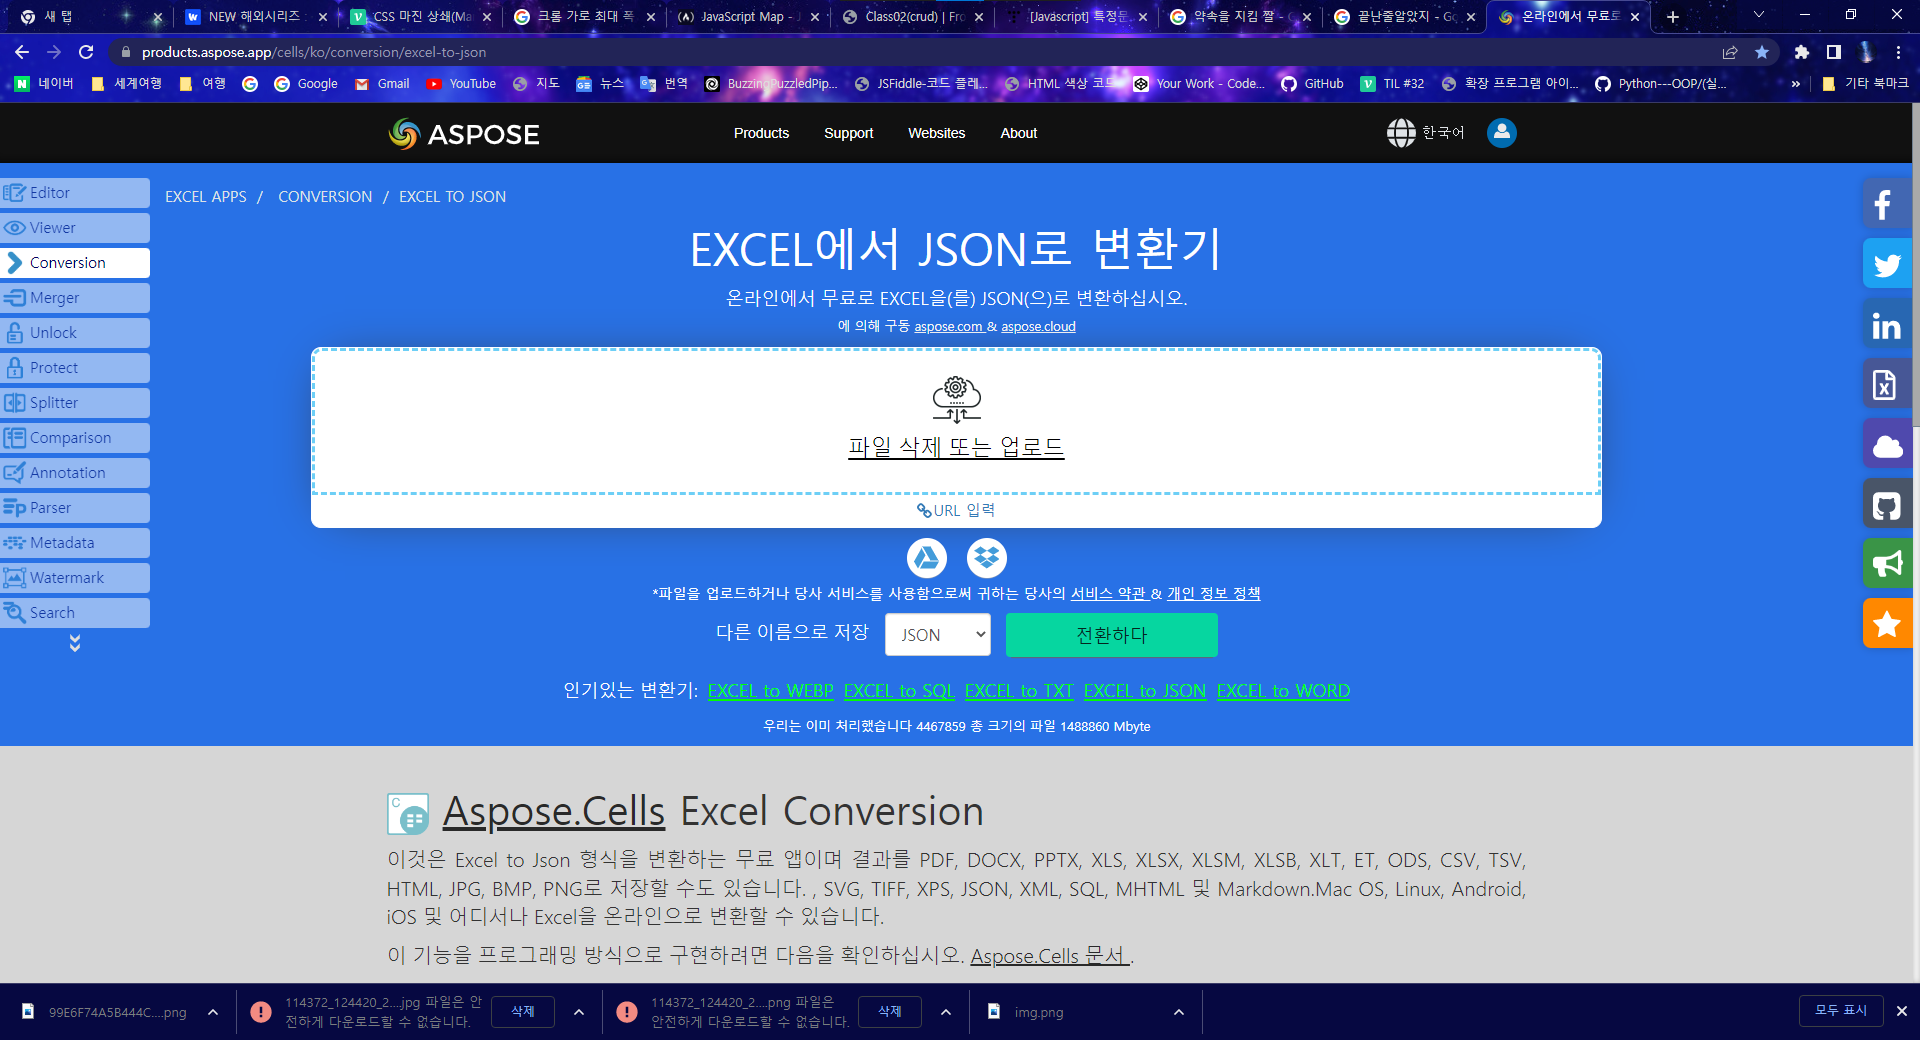 새 탭
NEW 해외시리즈
CSS 마진 상쇄(Ma
크롬 가로 최대 폭
JavaScript Map - J
Class02(crud) | Fro
[Javascript] 특정문
약속을 지킴 짤 - G
끝난줄알았지 - Go
온라인에서 무료로
products.aspose.app/cells/ko/conversion/excel-to-json
네이버
세계여행
여행
Google
Gmail
YouTube
지도
뉴스
번역
BuzzingPuzzledPip...
JSFiddle-코드 플레...
HTML 색상 코드
Your Work - Code...
GitHub
TIL #32
확장 프로그램 아이...
Python---OOP/(실...
»
기타 북마크
ASPOSE
Products
Support
Websites
About
한국어
Editor
Viewer
Conversion
Merger
Unlock
Protect
Splitter
Comparison
Annotation
Parser
Metadata
Watermark
Search
EXCEL APPS / CONVERSION / EXCEL TO JSON
EXCEL에서 JSON로 변환기
온라인에서 무료로 EXCEL을(를) JSON(으)로 변환하십시오.
에 의해 구동 aspose.com & aspose.cloud
파일 삭제 또는 업로드
URL 입력
*파일을 업로드하거나 당사 서비스를 사용함으로써 귀하는 당사의 서비스 약관 & 개인 정보 정책
다른 이름으로 저장
JSON
전환하다
인기있는 변환기: EXCEL to WEBP EXCEL to SQL EXCEL to TXT EXCEL to JSON EXCEL to WORD
우리는 이미 처리했습니다 4467859 총 크기의 파일 1488860 Mbyte
Aspose.Cells Excel Conversion
이것은 Excel to Json 형식을 변환하는 무료 앱이며 결과를 PDF, DOCX, PPTX, XLS, XLSX, XLSM, XLSB, XLT, ET, ODS, CSV, TSV,
HTML, JPG, BMP, PNG로 저장할 수도 있습니다. , SVG, TIFF, XPS, JSON, XML, SQL, MHTML 및 Markdown.Mac OS, Linux, Android,
iOS 및 어디서나 Excel을 온라인으로 변환할 수 있습니다.
이 기능을 프로그래밍 방식으로 구현하려면 다음을 확인하십시오. Aspose.Cells 문서 .
99E6F74A5B444C....png
114372_124420_2....jpg 파일은 안
전하게 다운로드할 수 없습니다.
삭제
114372_124420_2....png 파일은
안전하게 다운로드할 수 없습니다.
삭제
img.png
모두 표시